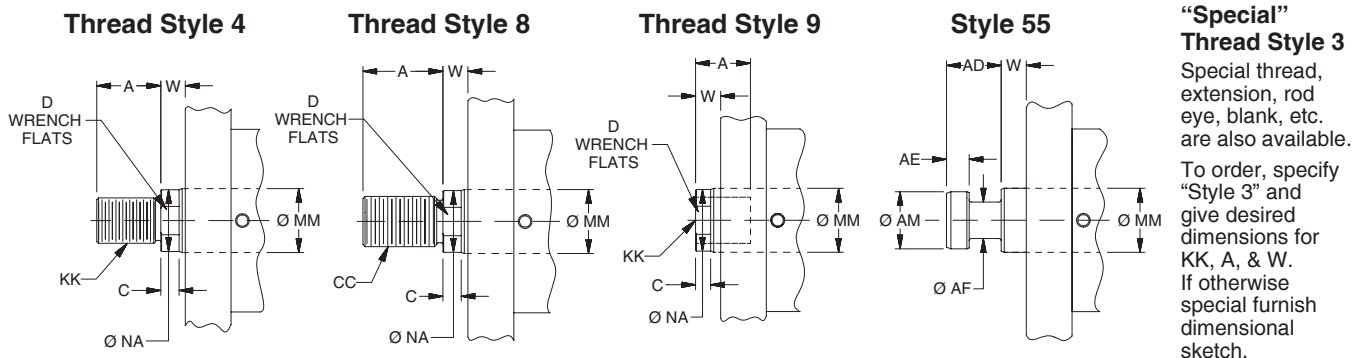 Thread Style 4
A
W
D
WRENCH
FLATS
Ø MM
KK
C
Ø NA
Thread Style 8
A
W
D
WRENCH
FLATS
Ø MM
CC
C
Ø NA
Thread Style 9
A
W
D
WRENCH
FLATS
Ø MM
KK
C
Ø NA
Style 55
AD
W
AE
Ø AM
Ø MM
Ø AF
“Special”
Thread Style 3
Special thread,
extension, rod
eye, blank, etc.
are also available.
To order, specify
“Style 3” and
give desired
dimensions for
KK, A, & W.
If otherwise
special furnish
dimensional
sketch.